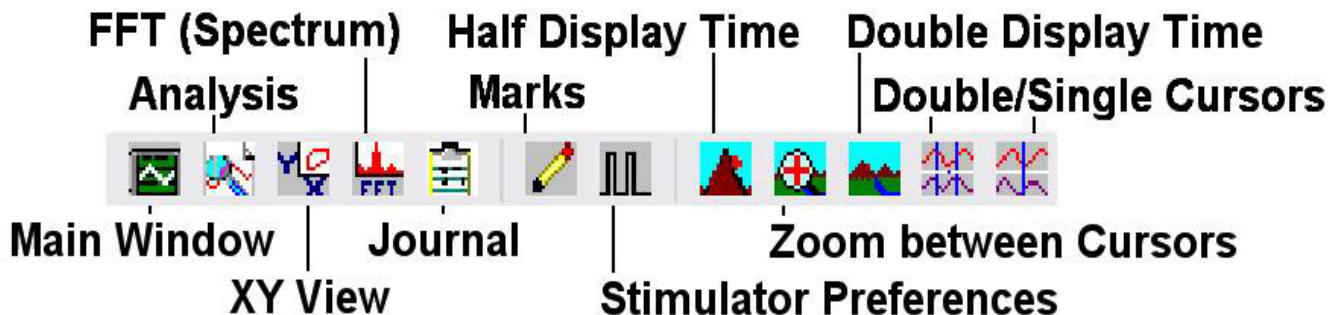 FFT (Spectrum) Half Display Time Double Display Time
Analysis Marks Double/Single Cursors
Y X FFT
Main Window Journal Zoom between Cursors
XY View Stimulator Preferences